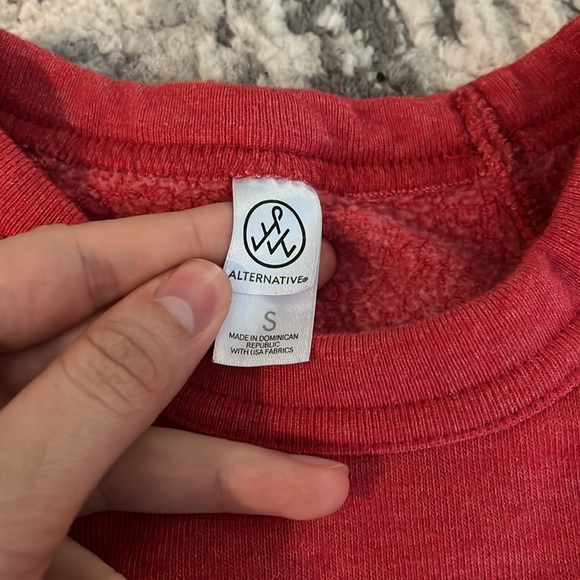 ALTERNATIVE®
S
MADE IN DOMINICAN
REPUBLIC
WITH USA FABRICS